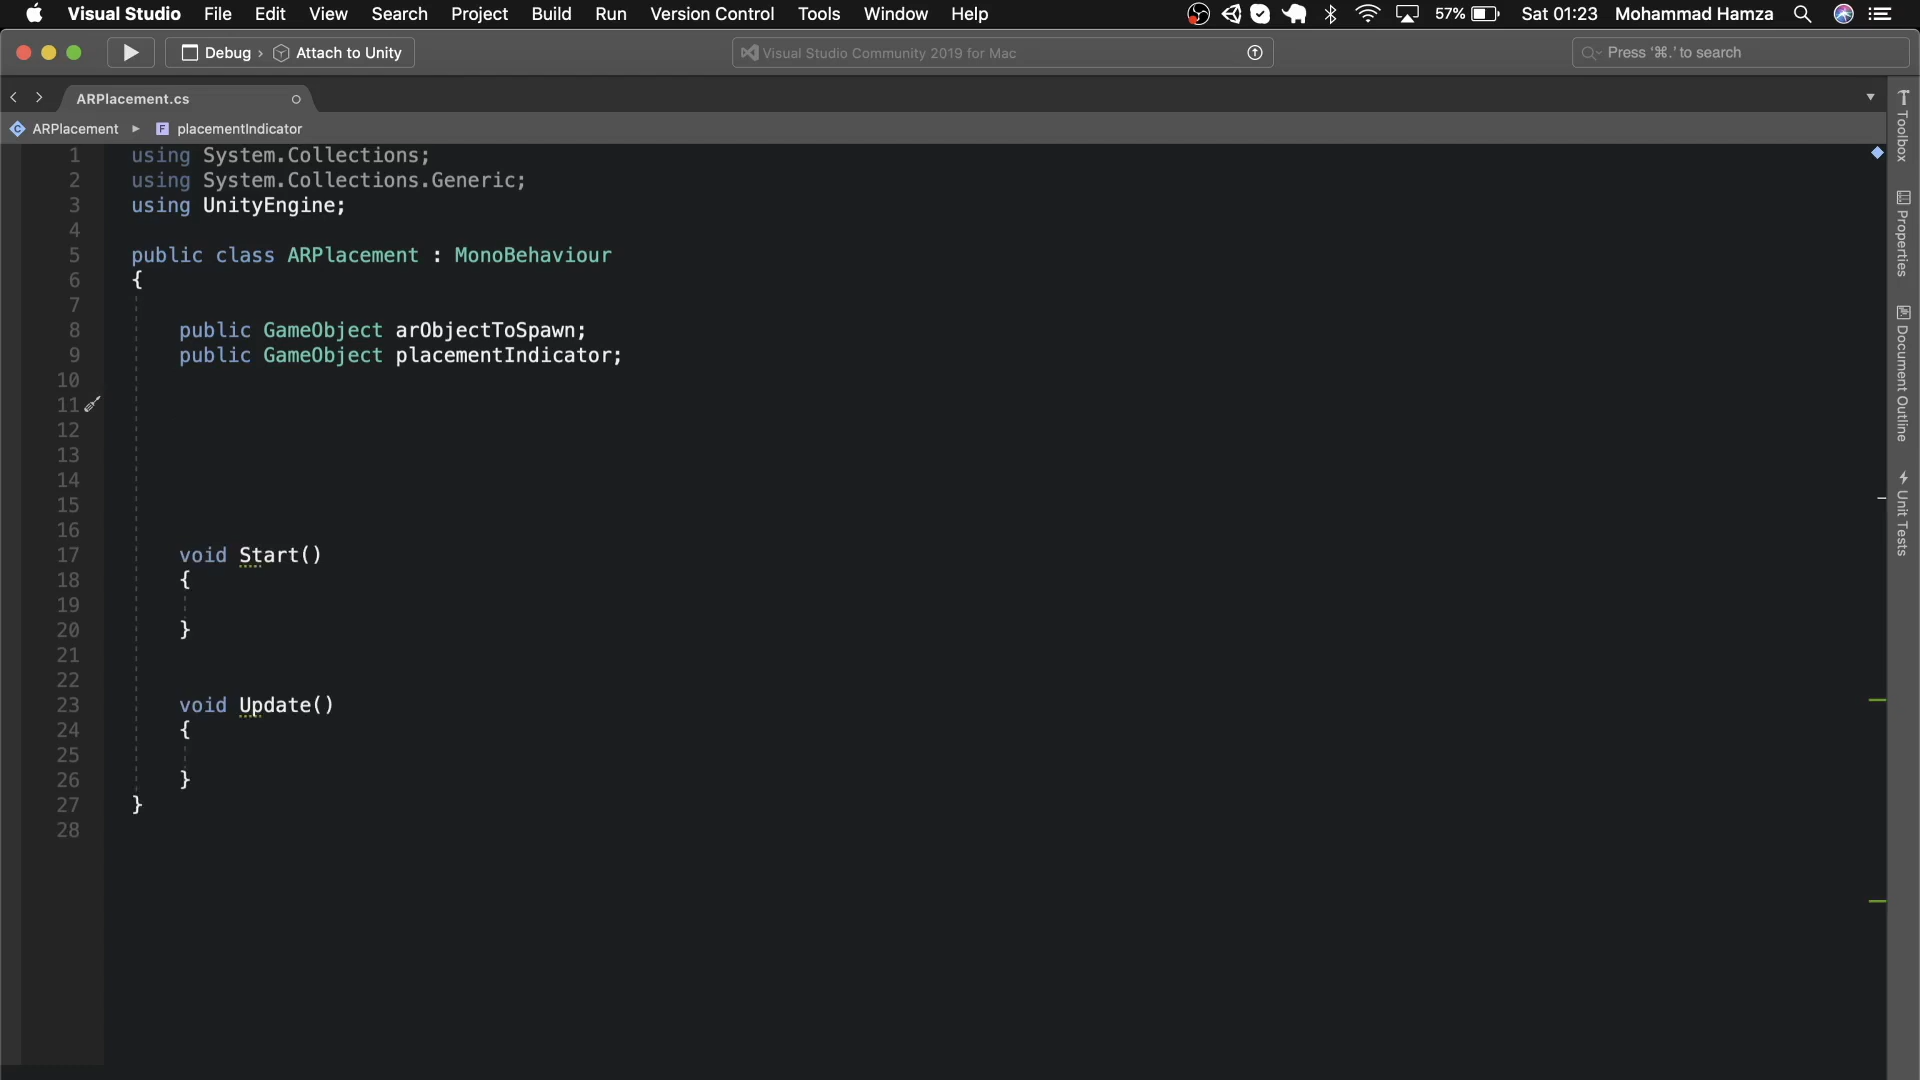 Visual Studio File Edit View Search Project Build Run Version Control Tools Window Help 57% Sat 01:23 Mohammad Hamza
Debug › Attach to Unity Visual Studio Community 2019 for Mac Press '⌘.' to search
ARPlacement.cs
ARPlacement ▸ F placementIndicator
1 using System.Collections;
2 using System.Collections.Generic;
3 using UnityEngine;
4
5 public class ARPlacement : MonoBehaviour
6 {
7
8 public GameObject arObjectToSpawn;
9 public GameObject placementIndicator;
10
11
12
13
14
15
16
17 void Start()
18 {
19
20 }
21
22
23 void Update()
24 {
25
26 }
27 }
28
Toolbox
Properties
Document Outline
Unit Tests